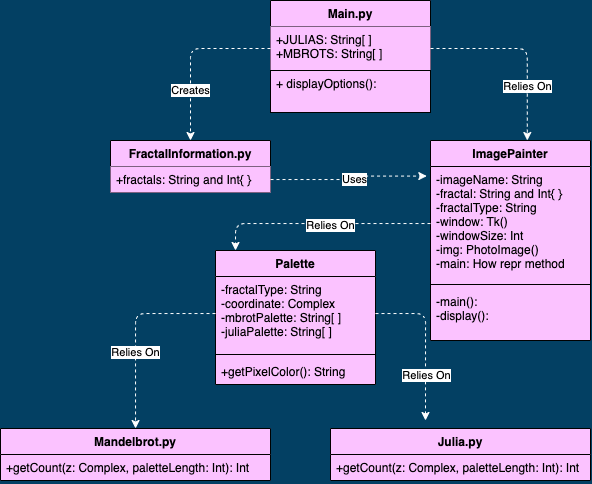 Main.py
+JULIAS: String[ ]
+MBROTS: String[ ]
+ displayOptions():
Creates
Relies On
FractalInformation.py
+fractals: String and Int{ }
Uses
ImagePainter
-imageName: String
-fractal: String and Int{ }
-fractalType: String
-window: Tk()
-windowSize: Int
-img: PhotoImage()
-main: How repr method
-main():
-display():
Relies On
Palette
-fractalType: String
-coordinate: Complex
-mbrotPalette: String[ ]
-juliaPalette: String[ ]
+getPixelColor(): String
Relies On
Relies On
Mandelbrot.py
+getCount(z: Complex, paletteLength: Int): Int
Julia.py
+getCount(z: Complex, paletteLength: Int): Int